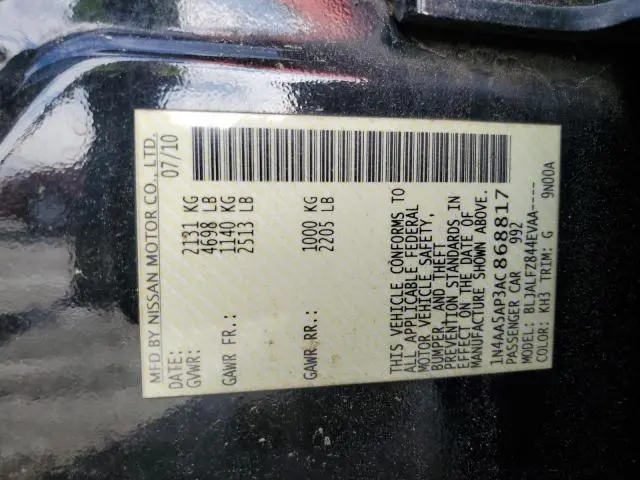 MFD BY NISSAN MOTOR CO., LTD.
DATE: 07/10
GVWR: 2131 KG
4698 LB
GAWR FR.: 1140 KG
2513 LB
GAWR RR.: 1000 KG
2205 LB
THIS VEHICLE CONFORMS TO
ALL APPLICABLE FEDERAL
MOTOR VEHICLE SAFETY,
BUMPER, AND THEFT
PREVENTION STANDARDS IN
EFFECT ON THE DATE OF
MANUFACTURE SHOWN ABOVE.
1N4AA5AP3AC868817
PASSENGER CAR 992
MODEL: BLJALFZ844EVAA----
COLOR: KH3 TRIM: G 9N00A